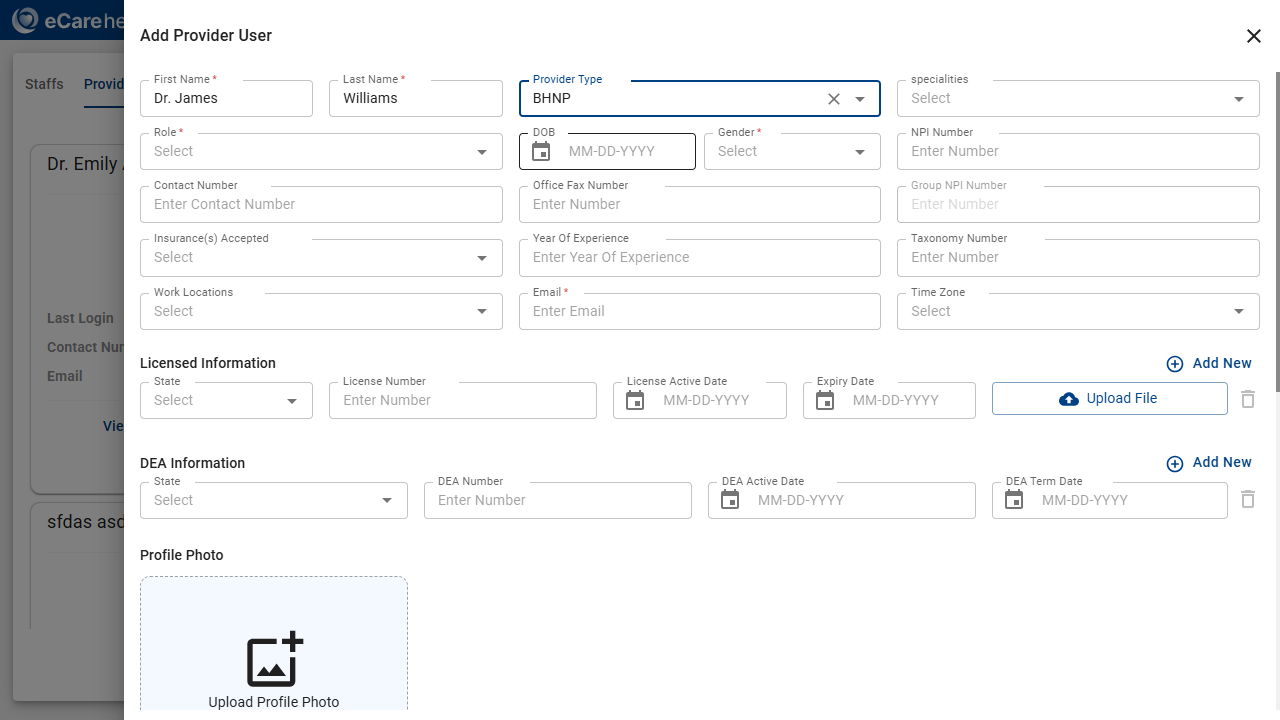 eCare he
Add Provider User
Staffs Provid
First Name * Last Name * Provider Type specialities
Dr. James Williams BHNP Select
Role * DOB Gender * NPI Number
Select MM-DD-YYYY Select Enter Number
Dr. Emily
Contact Number Office Fax Number Group NPI Number
Enter Contact Number Enter Number Enter Number
Insurance(s) Accepted Year Of Experience Taxonomy Number
Select Enter Year Of Experience Enter Number
Work Locations Email * Time Zone
Select Enter Email Select
Last Login
Contact Num
Email
Vie
Licensed Information Add New
State License Number License Active Date Expiry Date
Select Enter Number MM-DD-YYYY MM-DD-YYYY Upload File
DEA Information Add New
State DEA Number DEA Active Date DEA Term Date
Select Enter Number MM-DD-YYYY MM-DD-YYYY
sfdas asd
Profile Photo
Upload Profile Photo